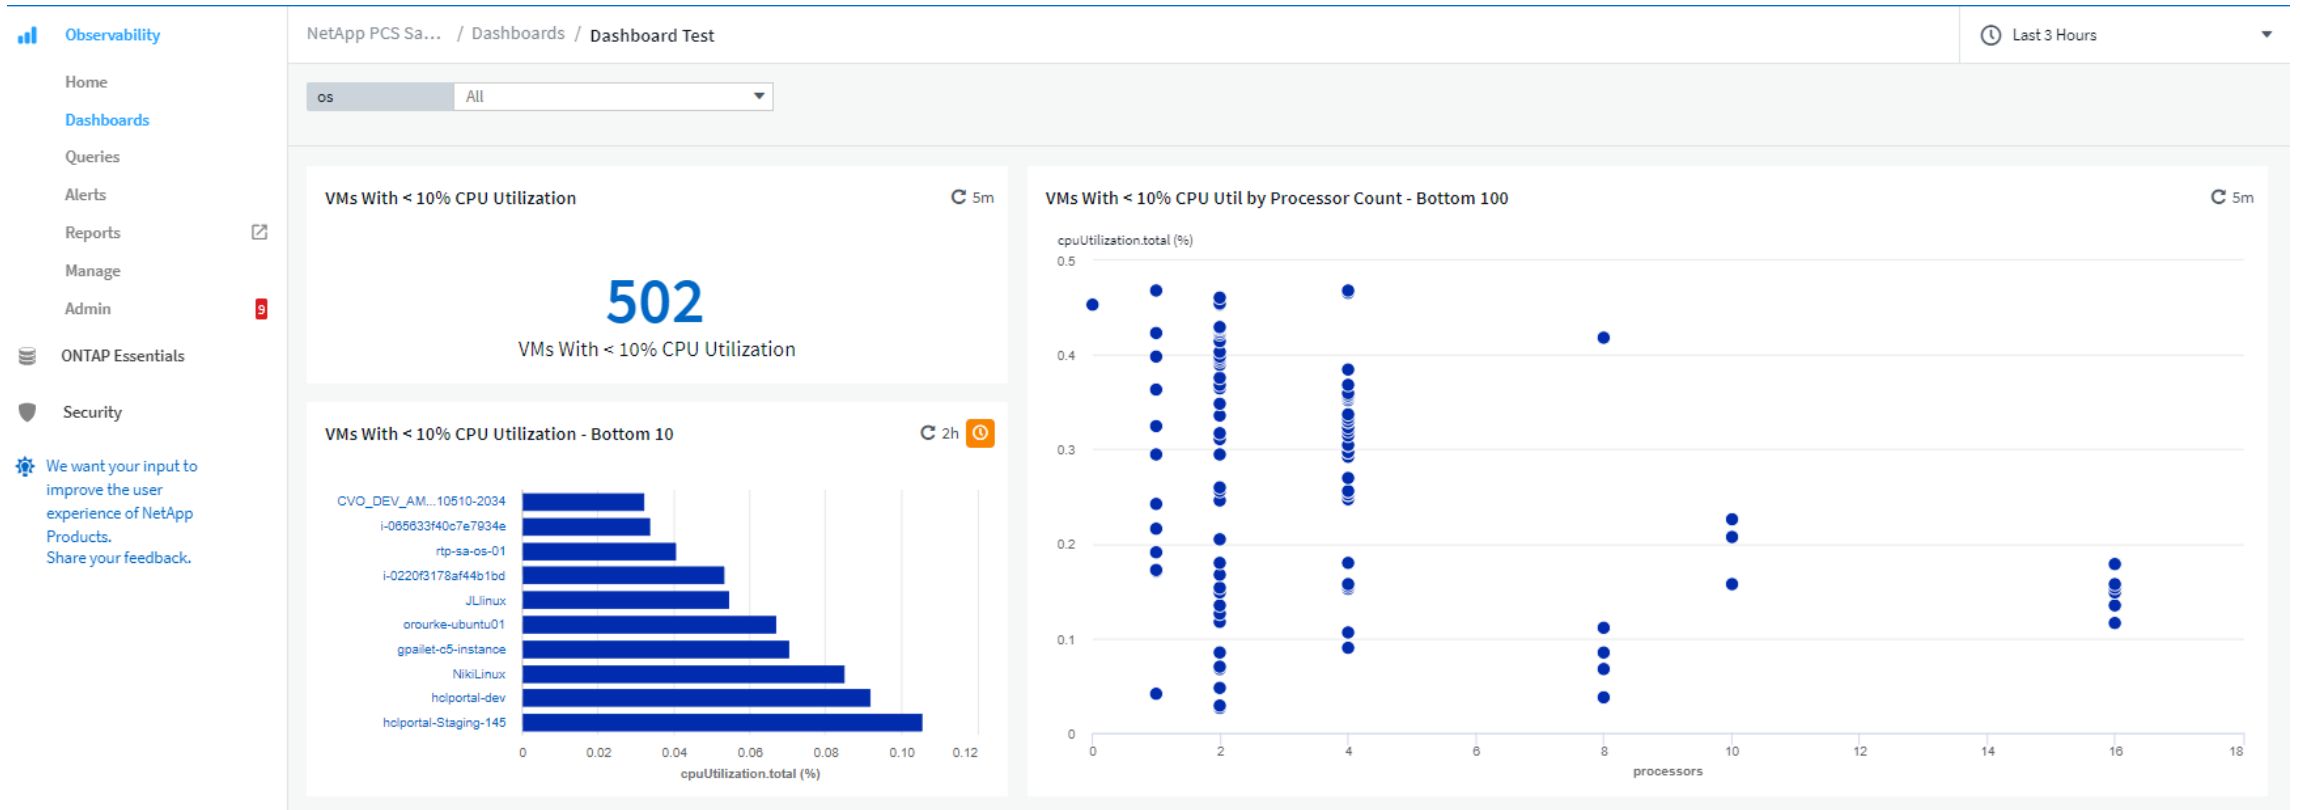 Observability
Home
Dashboards
Queries
Alerts
Reports
Manage
Admin
9
ONTAP Essentials
Security
We want your input to
improve the user
experience of NetApp
Products.
Share your feedback.
NetApp PCS Sa... / Dashboards / Dashboard Test
Last 3 Hours
os
All
VMs With < 10% CPU Utilization
5m
502
VMs With < 10% CPU Utilization
VMs With < 10% CPU Utilization - Bottom 10
2h
CVO_DEV_AM...10510-2034
i-065633f40c7e7934e
rtp-sa-os-01
i-0220f3178af44b1bd
JLlinux
orourke-ubuntu01
gpailet-c5-instance
NikiLinux
hclportal-dev
hclportal-Staging-145
0 0.02 0.04 0.06 0.08 0.10 0.12
cpuUtilization.total (%)
VMs With < 10% CPU Util by Processor Count - Bottom 100
5m
cpuUtilization.total (%)
0.5
0.4
0.3
0.2
0.1
0
0 2 4 6 8 10 12 14 16 18
processors